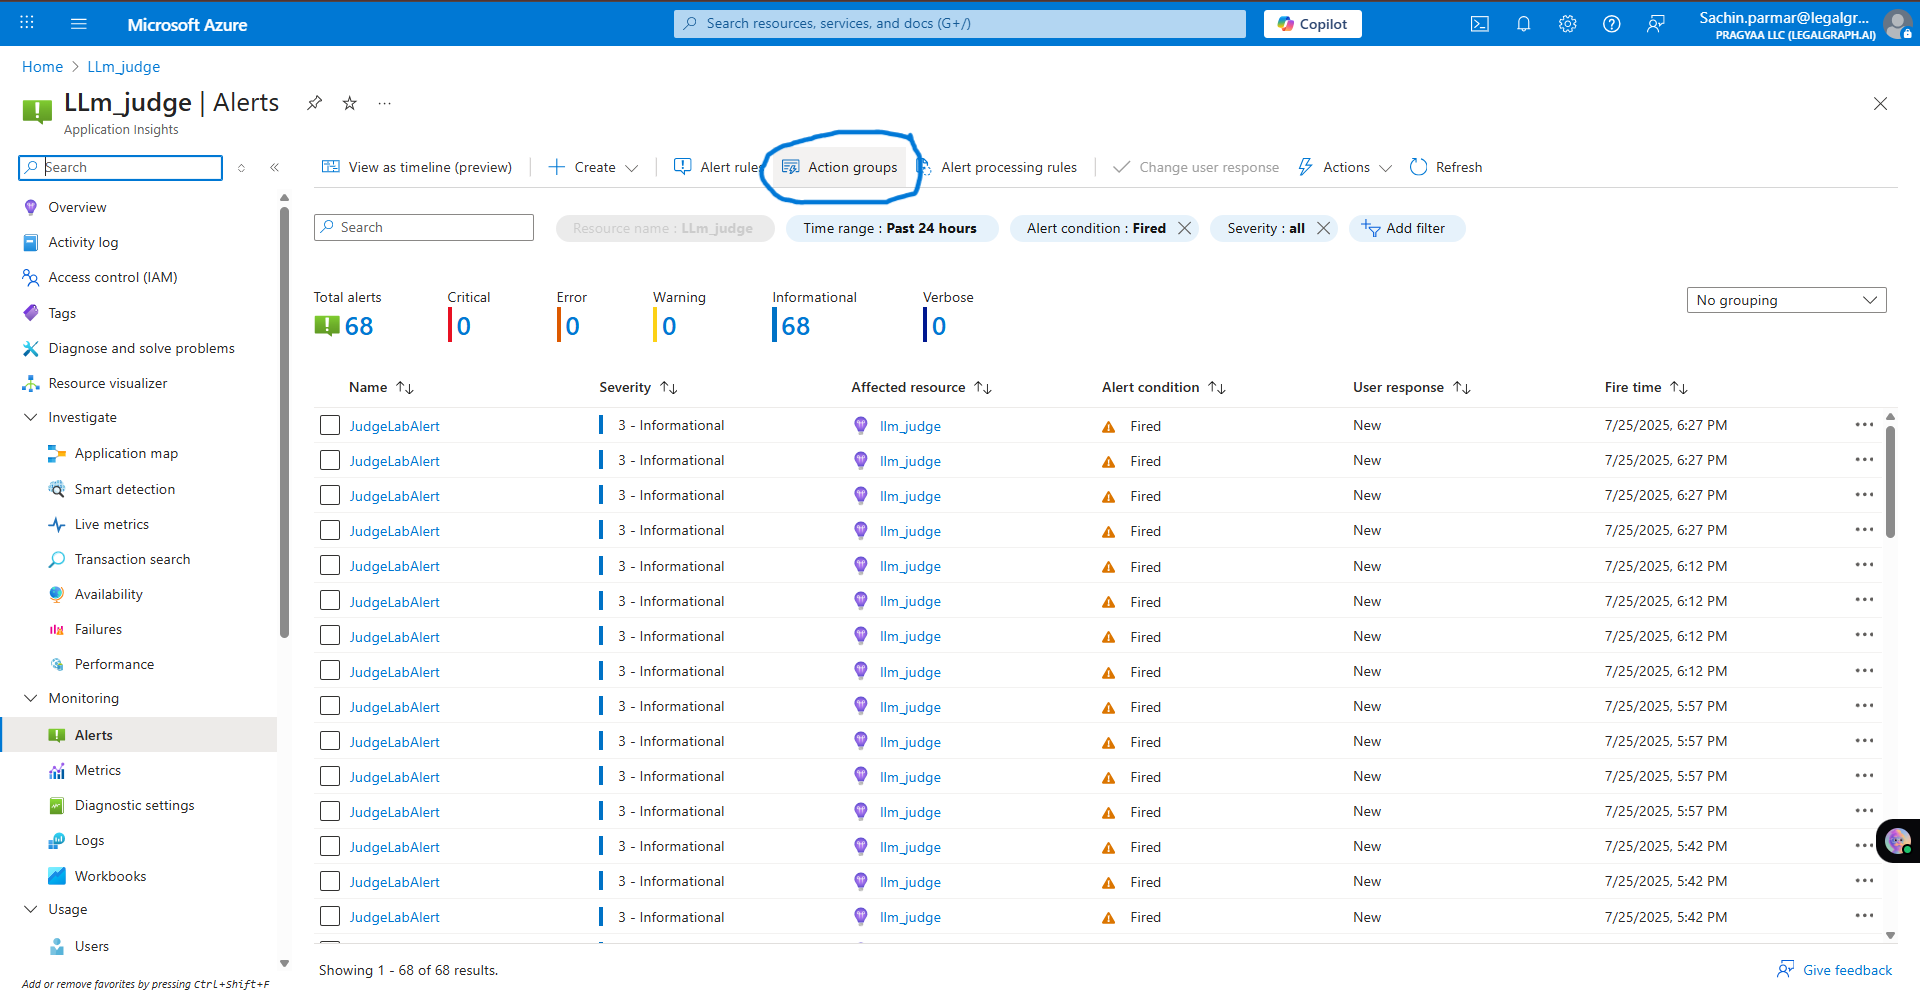 Microsoft Azure
Search resources, services, and docs (G+/)
Copilot
Sachin.parmar@legalgr...
PRAGYAA LLC (LEGALGRAPH.AI)
Home > LLm_judge
LLm_judge | Alerts
Application Insights
Search
View as timeline (preview)
Create
Alert rules
Action groups
Alert processing rules
Change user response
Actions
Refresh
Overview
Activity log
Access control (IAM)
Tags
Diagnose and solve problems
Resource visualizer
Investigate
Application map
Smart detection
Live metrics
Transaction search
Availability
Failures
Performance
Monitoring
Alerts
Metrics
Diagnostic settings
Logs
Workbooks
Usage
Users
Add or remove favorites by pressing Ctrl+Shift+F
Search
Resource name : LLm_judge
Time range : Past 24 hours
Alert condition : Fired
Severity : all
Add filter
Total alerts 68
Critical 0
Error 0
Warning 0
Informational 68
Verbose 0
No grouping
Name Severity Affected resource Alert condition User response Fire time
JudgeLabAlert 3 - Informational llm_judge Fired New 7/25/2025, 6:27 PM
JudgeLabAlert 3 - Informational llm_judge Fired New 7/25/2025, 6:27 PM
JudgeLabAlert 3 - Informational llm_judge Fired New 7/25/2025, 6:27 PM
JudgeLabAlert 3 - Informational llm_judge Fired New 7/25/2025, 6:27 PM
JudgeLabAlert 3 - Informational llm_judge Fired New 7/25/2025, 6:12 PM
JudgeLabAlert 3 - Informational llm_judge Fired New 7/25/2025, 6:12 PM
JudgeLabAlert 3 - Informational llm_judge Fired New 7/25/2025, 6:12 PM
JudgeLabAlert 3 - Informational llm_judge Fired New 7/25/2025, 6:12 PM
JudgeLabAlert 3 - Informational llm_judge Fired New 7/25/2025, 5:57 PM
JudgeLabAlert 3 - Informational llm_judge Fired New 7/25/2025, 5:57 PM
JudgeLabAlert 3 - Informational llm_judge Fired New 7/25/2025, 5:57 PM
JudgeLabAlert 3 - Informational llm_judge Fired New 7/25/2025, 5:57 PM
JudgeLabAlert 3 - Informational llm_judge Fired New 7/25/2025, 5:42 PM
JudgeLabAlert 3 - Informational llm_judge Fired New 7/25/2025, 5:42 PM
JudgeLabAlert 3 - Informational llm_judge Fired New 7/25/2025, 5:42 PM
Showing 1 - 68 of 68 results.
Give feedback